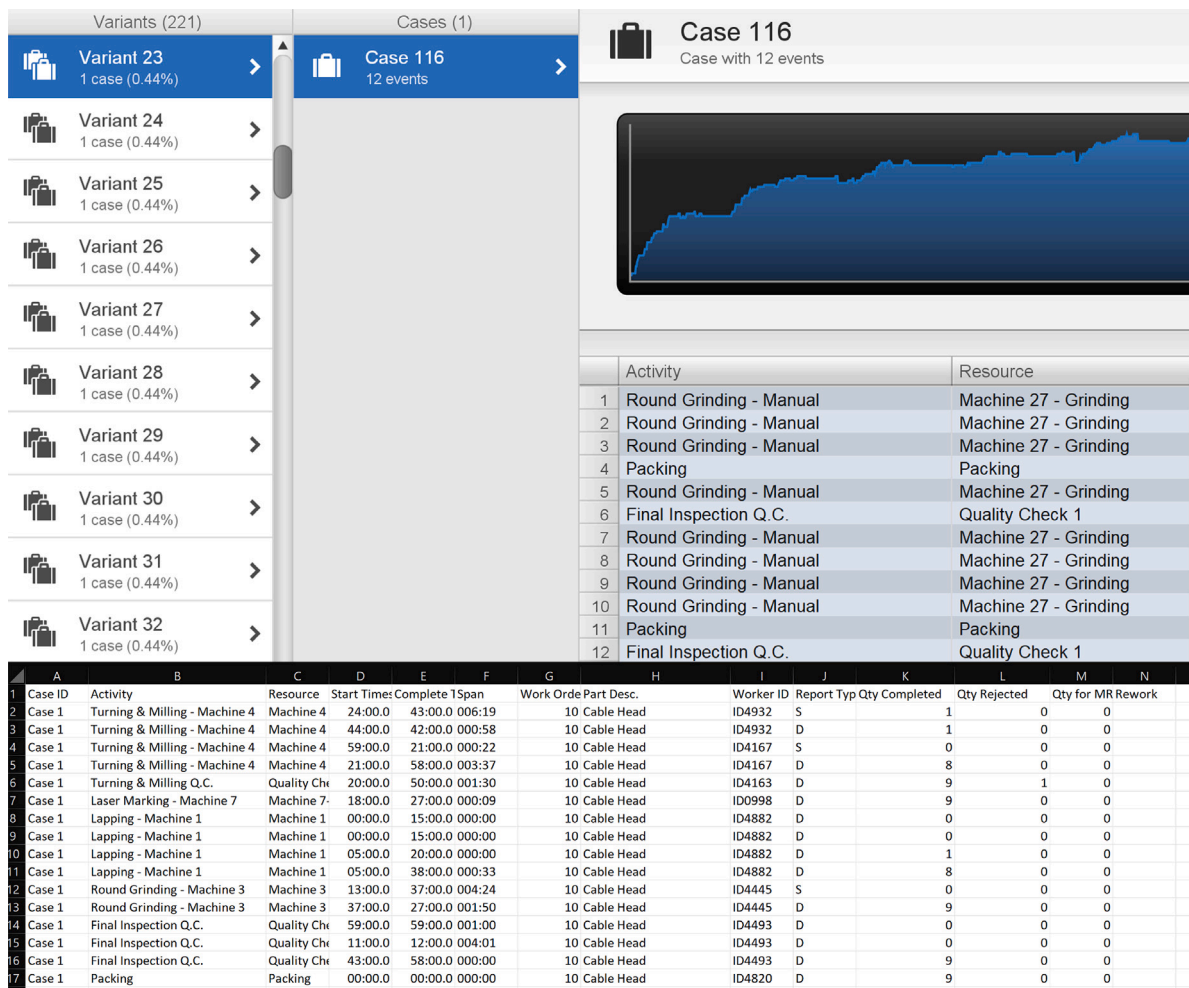 Variants (221)
Variant 23
1 case (0.44%)
Variant 24
1 case (0.44%)
Variant 25
1 case (0.44%)
Variant 26
1 case (0.44%)
Variant 27
1 case (0.44%)
Variant 28
1 case (0.44%)
Variant 29
1 case (0.44%)
Variant 30
1 case (0.44%)
Variant 31
1 case (0.44%)
Variant 32
1 case (0.44%)
Cases (1)
Case 116
12 events
Case 116
Case with 12 events
Activity Resource
1 Round Grinding - Manual Machine 27 - Grinding
2 Round Grinding - Manual Machine 27 - Grinding
3 Round Grinding - Manual Machine 27 - Grinding
4 Packing Packing
5 Round Grinding - Manual Machine 27 - Grinding
6 Final Inspection Q.C. Quality Check 1
7 Round Grinding - Manual Machine 27 - Grinding
8 Round Grinding - Manual Machine 27 - Grinding
9 Round Grinding - Manual Machine 27 - Grinding
10 Round Grinding - Manual Machine 27 - Grinding
11 Packing Packing
12 Final Inspection Q.C. Quality Check 1
A B C D E F G H I J K L M N
1 Case ID Activity Resource Start Times Complete T Span Work Orde Part Desc. Worker ID Report Typ Qty Completed Qty Rejected Qty for MR Rework
2 Case 1 Turning & Milling - Machine 4 Machine 4 24:00.0 43:00.0 006:19 10 Cable Head ID4932 S 1 0 0
3 Case 1 Turning & Milling - Machine 4 Machine 4 44:00.0 42:00.0 000:58 10 Cable Head ID4932 D 1 0 0
4 Case 1 Turning & Milling - Machine 4 Machine 4 59:00.0 21:00.0 000:22 10 Cable Head ID4167 S 0 0 0
5 Case 1 Turning & Milling - Machine 4 Machine 4 21:00.0 58:00.0 003:37 10 Cable Head ID4167 D 8 0 0
6 Case 1 Turning & Milling Q.C. Quality Che 20:00.0 50:00.0 001:30 10 Cable Head ID4163 D 9 1 0
7 Case 1 Laser Marking - Machine 7 Machine 7- 18:00.0 27:00.0 000:09 10 Cable Head ID0998 D 9 0 0
8 Case 1 Lapping - Machine 1 Machine 1 00:00.0 15:00.0 000:00 10 Cable Head ID4882 D 0 0 0
9 Case 1 Lapping - Machine 1 Machine 1 00:00.0 15:00.0 000:00 10 Cable Head ID4882 D 0 0 0
10 Case 1 Lapping - Machine 1 Machine 1 05:00.0 20:00.0 000:00 10 Cable Head ID4882 D 1 0 0
11 Case 1 Lapping - Machine 1 Machine 1 05:00.0 38:00.0 000:33 10 Cable Head ID4882 D 8 0 0
12 Case 1 Round Grinding - Machine 3 Machine 3 13:00.0 37:00.0 004:24 10 Cable Head ID4445 S 0 0 0
13 Case 1 Round Grinding - Machine 3 Machine 3 37:00.0 27:00.0 001:50 10 Cable Head ID4445 D 9 0 0
14 Case 1 Final Inspection Q.C. Quality Che 59:00.0 59:00.0 001:00 10 Cable Head ID4493 D 0 0 0
15 Case 1 Final Inspection Q.C. Quality Che 11:00.0 12:00.0 004:01 10 Cable Head ID4493 D 0 0 0
16 Case 1 Final Inspection Q.C. Quality Che 43:00.0 58:00.0 000:00 10 Cable Head ID4493 D 9 0 0
17 Case 1 Packing Packing 00:00.0 00:00.0 000:00 10 Cable Head ID4820 D 9 0 0